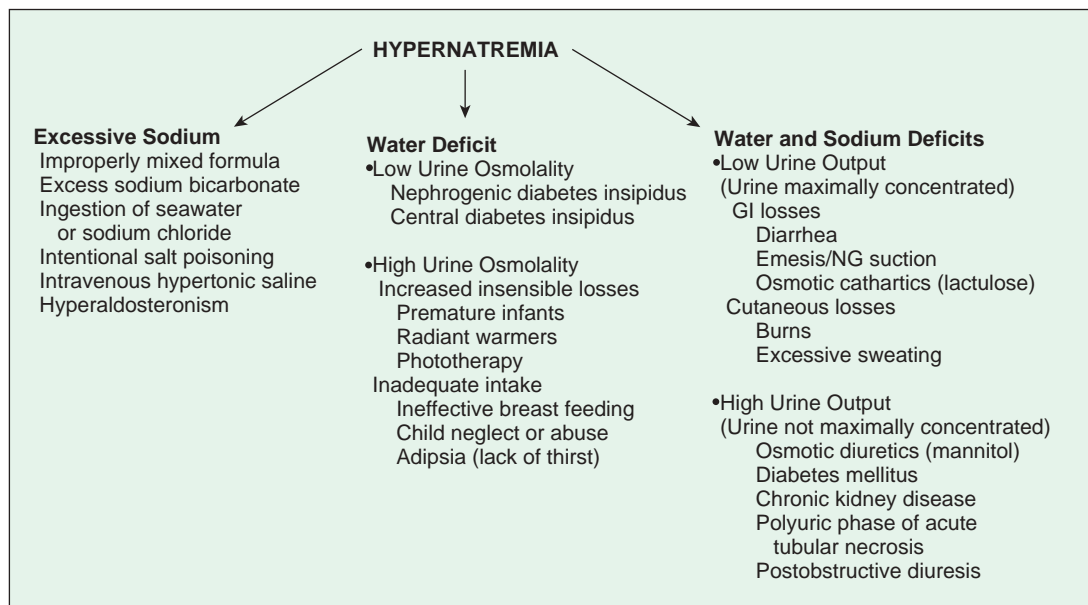 HYPERNATREMIA
Excessive Sodium
Improperly mixed formula
Excess sodium bicarbonate
Ingestion of seawater
or sodium chloride
Intentional salt poisoning
Intravenous hypertonic saline
Hyperaldosteronism
Water Deficit
•Low Urine Osmolality
Nephrogenic diabetes insipidus
Central diabetes insipidus
•High Urine Osmolality
Increased insensible losses
Premature infants
Radiant warmers
Phototherapy
Inadequate intake
Ineffective breast feeding
Child neglect or abuse
Adipsia (lack of thirst)
Water and Sodium Deficits
•Low Urine Output
(Urine maximally concentrated)
GI losses
Diarrhea
Emesis/NG suction
Osmotic cathartics (lactulose)
Cutaneous losses
Burns
Excessive sweating
•High Urine Output
(Urine not maximally concentrated)
Osmotic diuretics (mannitol)
Diabetes mellitus
Chronic kidney disease
Polyuric phase of acute
tubular necrosis
Postobstructive diuresis